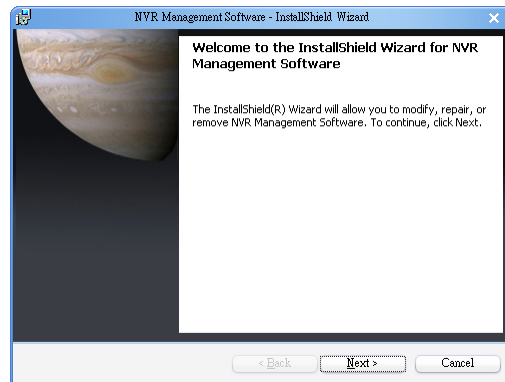 NVR Management Software - InstallShield Wizard
Welcome to the InstallShield Wizard for NVR
Management Software
The InstallShield(R) Wizard will allow you to modify, repair, or
remove NVR Management Software. To continue, click Next.
< Back
Next >
Cancel